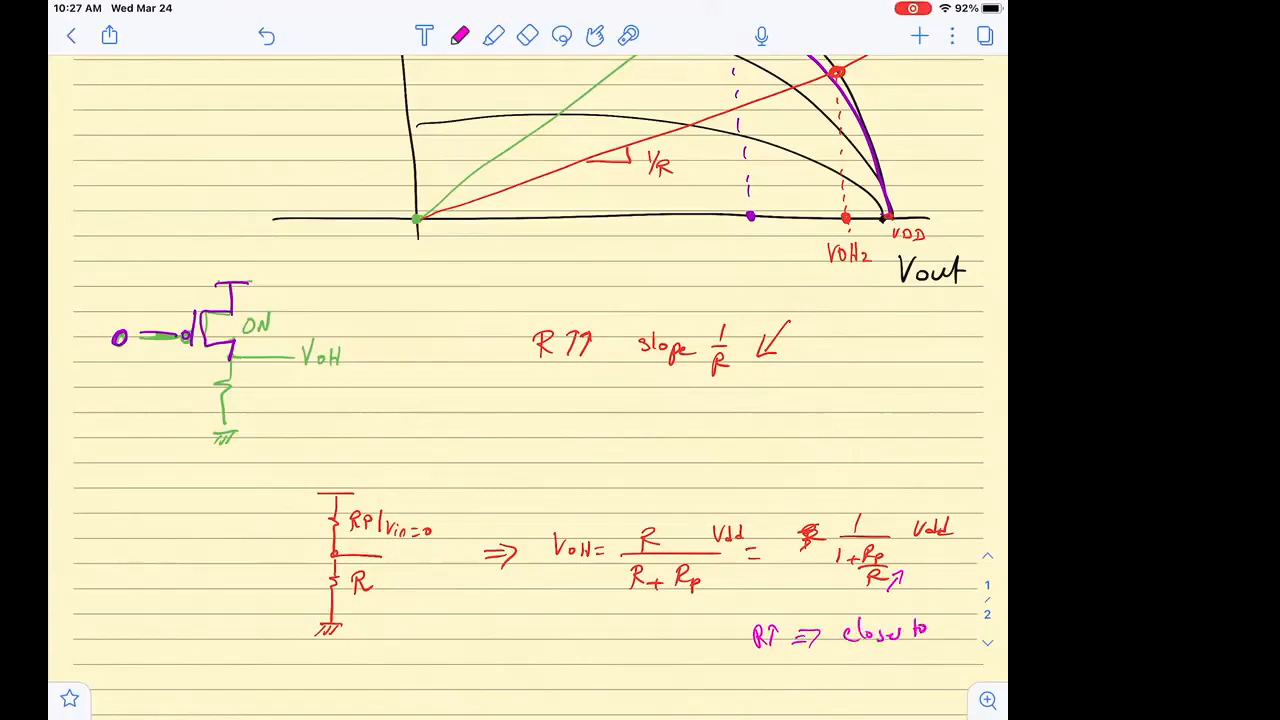 10:27 AM Wed Mar 24
92%
T
1/R
VDD
VOH2
Vout
O
ON
VOH
R↑↑ slope 1/R ↙
Rp|Vin=0
R
⇒ VOH = R/(R+Rp) Vdd = 1/(1+Rp/R↗) Vdd
R↑ ⇒ closer to
1
/
2